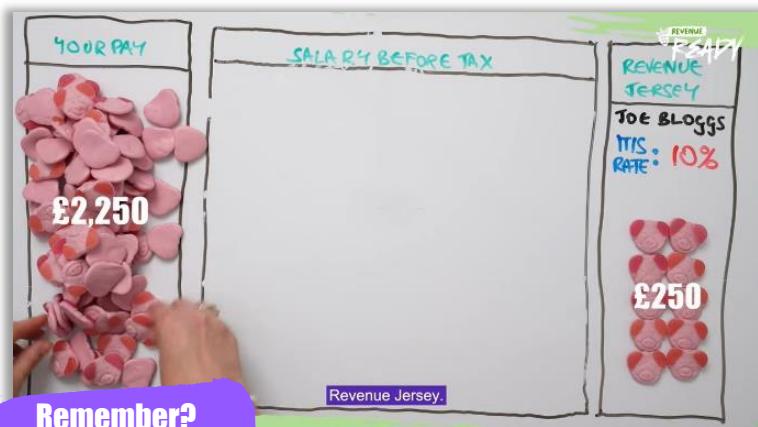 YOUR PAY
SALARY BEFORE TAX
REVENUE
READY
REVENUE
JERSEY
JOE BLOGGS
ITIS
RATE: 10%
£2,250
£250
Revenue Jersey.
Remember?